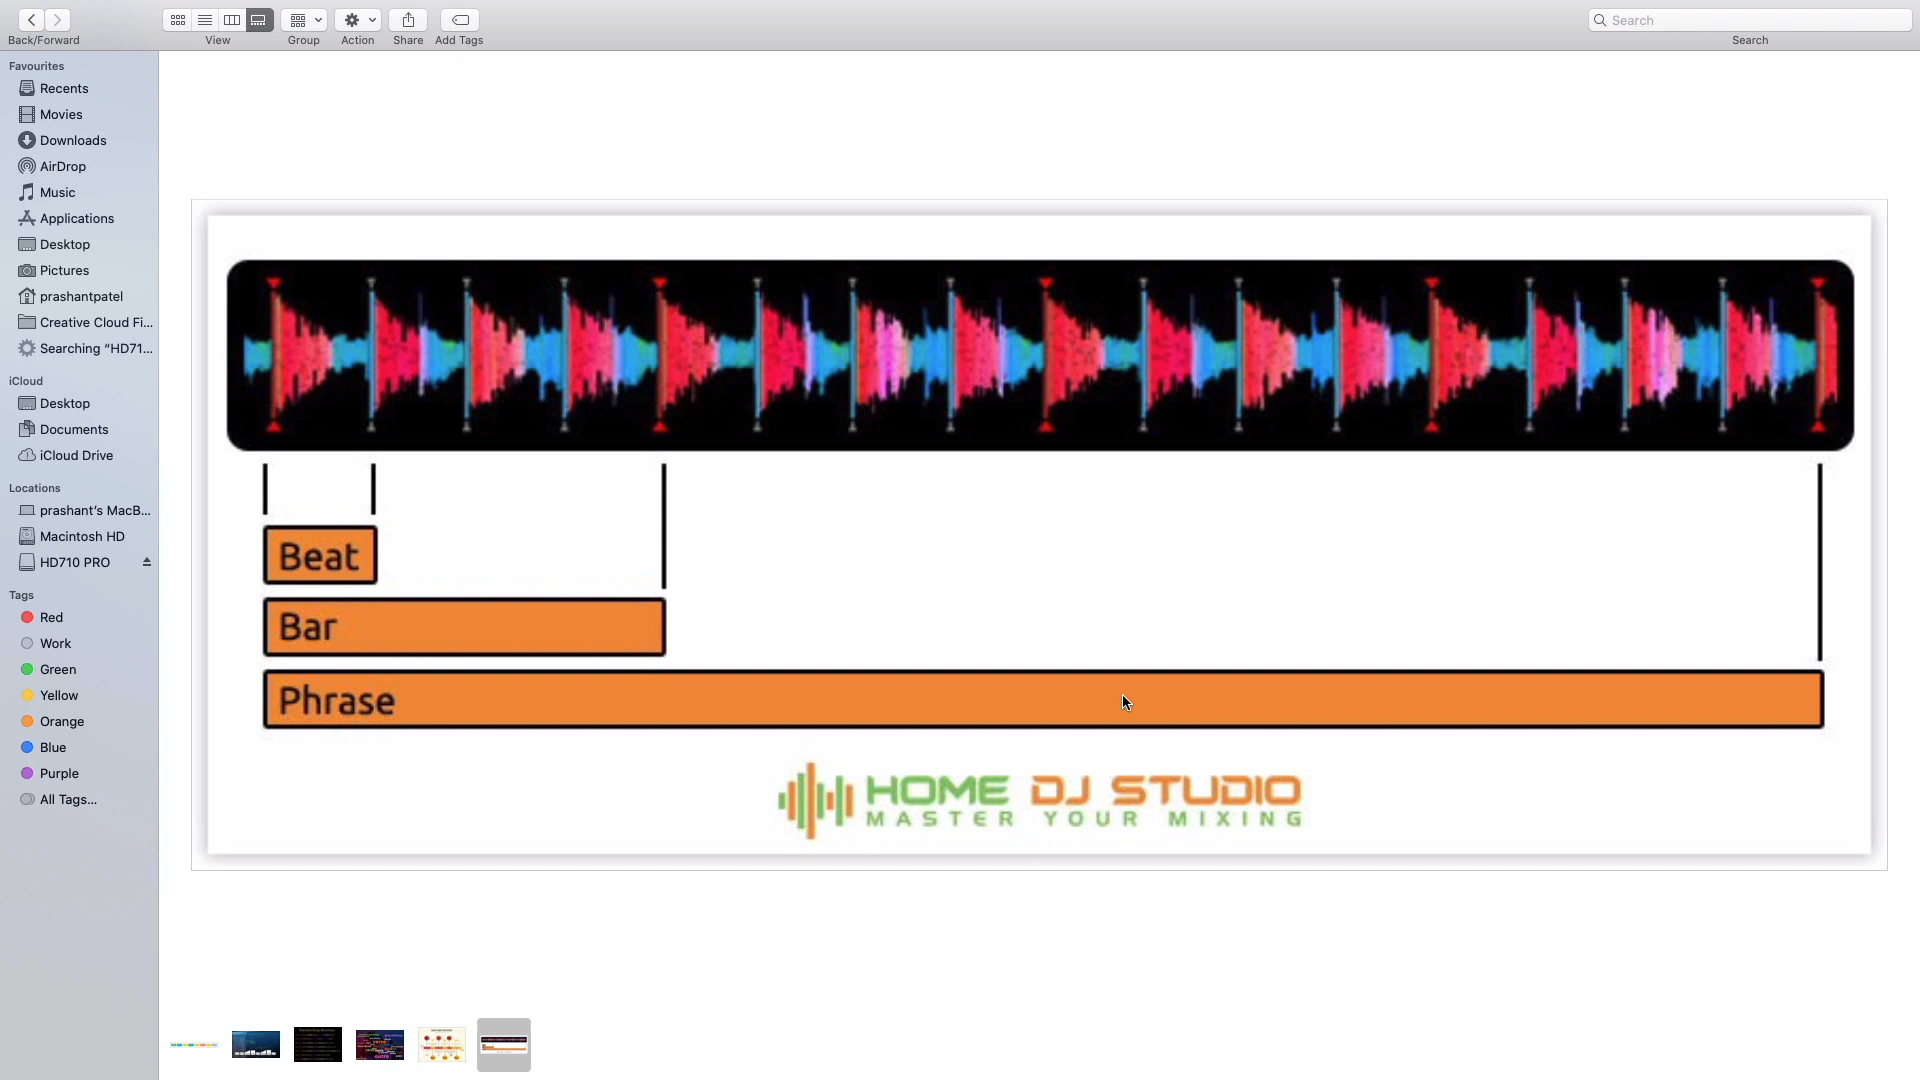 Back/Forward
View
Group
Action
Share
Add Tags
Search
Search
Favourites
Recents
Movies
Downloads
AirDrop
Music
Applications
Desktop
Pictures
prashantpatel
Creative Cloud Fi...
Searching “HD71...
iCloud
Desktop
Documents
iCloud Drive
Locations
prashant’s MacB...
Macintosh HD
HD710 PRO
Tags
Red
Work
Green
Yellow
Orange
Blue
Purple
All Tags...
Beat
Bar
Phrase
HOME DJ STUDIO
MASTER YOUR MIXING